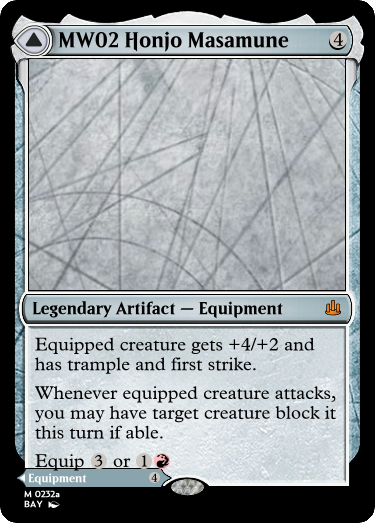 MW02 Honjo Masamune 4
Legendary Artifact — Equipment
Equipped creature gets +4/+2 and
has trample and first strike.
Whenever equipped creature attacks,
you may have target creature block it
this turn if able.
Equip 3 or 1
Equipment 4
M 0232a
BAY